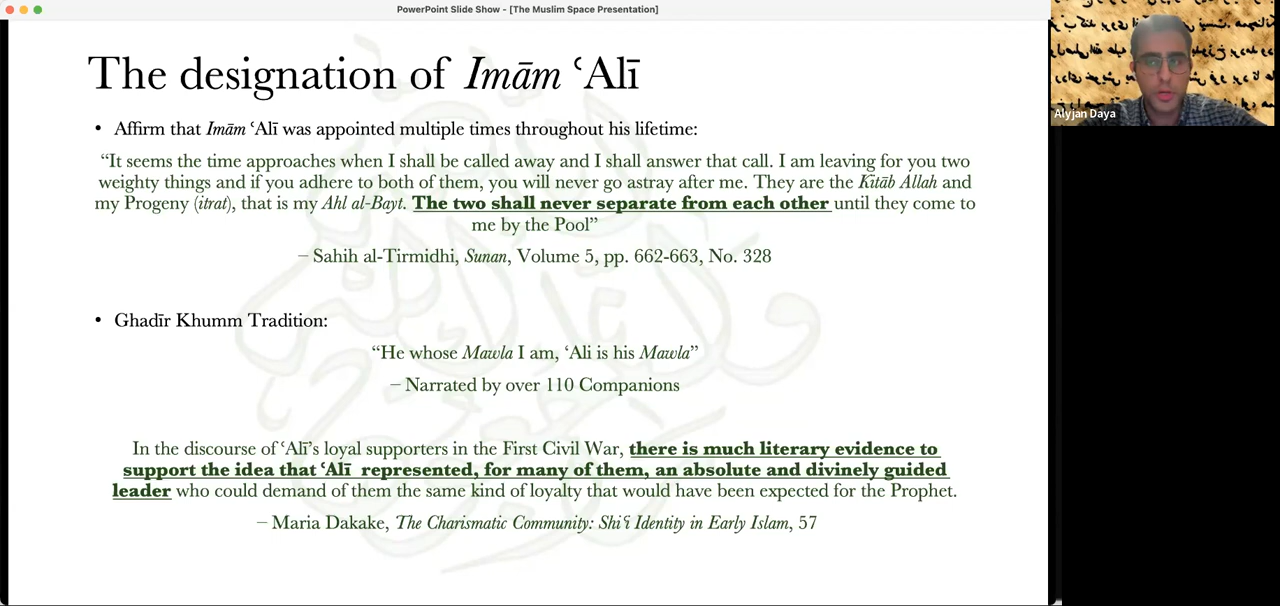 PowerPoint Slide Show - [The Muslim Space Presentation]
The designation of Imām ʿAlī
• Affirm that Imām ʿAlī was appointed multiple times throughout his lifetime:
“It seems the time approaches when I shall be called away and I shall answer that call. I am leaving for you two
weighty things and if you adhere to both of them, you will never go astray after me. They are the Kitāb Allah and
my Progeny (itrat), that is my Ahl al-Bayt. The two shall never separate from each other until they come to
me by the Pool”
– Sahih al-Tirmidhi, Sunan, Volume 5, pp. 662-663, No. 328
• Ghadīr Khumm Tradition:
“He whose Mawla I am, ‘Ali is his Mawla”
– Narrated by over 110 Companions
In the discourse of ʿAlī’s loyal supporters in the First Civil War, there is much literary evidence to
support the idea that ʿAlī represented, for many of them, an absolute and divinely guided
leader who could demand of them the same kind of loyalty that would have been expected for the Prophet.
– Maria Dakake, The Charismatic Community: Shiʿi Identity in Early Islam, 57
Alyjan Daya